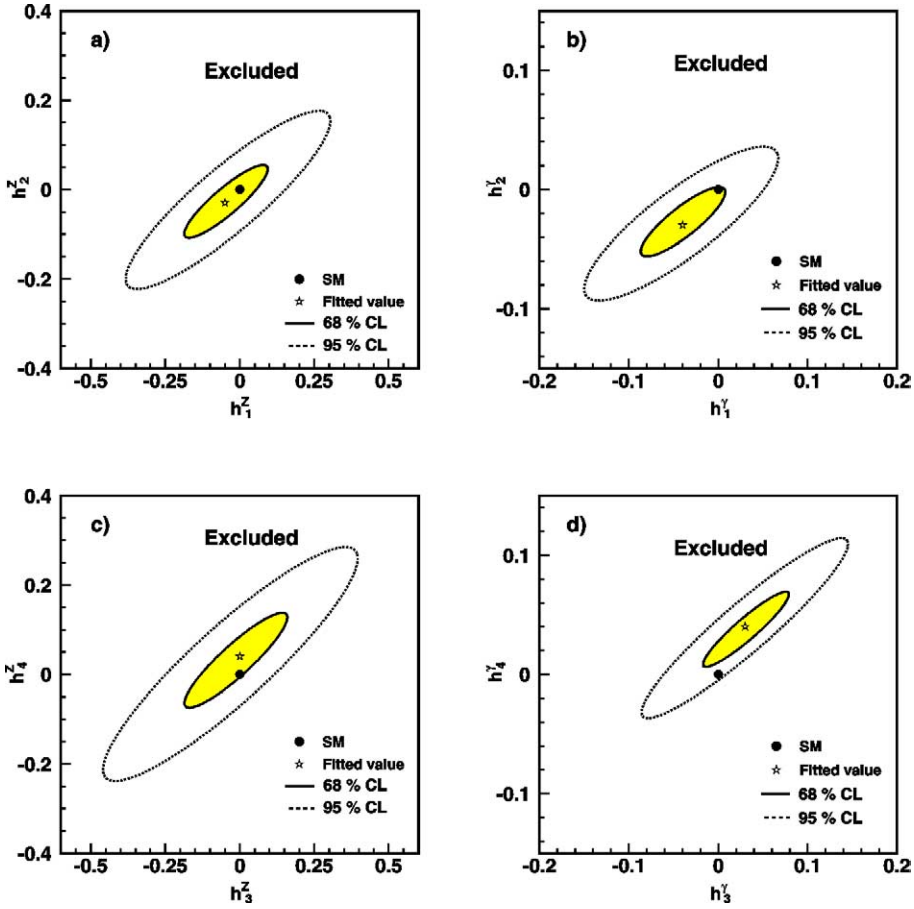 a)
Excluded
0.4
0.2
0
-0.2
-0.4
h₂ᶻ
SM
Fitted value
68 % CL
95 % CL
-0.5
-0.25
0
0.25
0.5
h₁ᶻ
b)
Excluded
0.1
0
-0.1
h₂ᵞ
SM
Fitted value
68 % CL
95 % CL
-0.2
-0.1
0
0.1
0.2
h₁ᵞ
c)
Excluded
0.4
0.2
0
-0.2
-0.4
h₄ᶻ
SM
Fitted value
68 % CL
95 % CL
-0.5
-0.25
0
0.25
0.5
h₃ᶻ
d)
Excluded
0.1
0
-0.1
h₄ᵞ
SM
Fitted value
68 % CL
95 % CL
-0.2
-0.1
0
0.1
0.2
h₃ᵞ